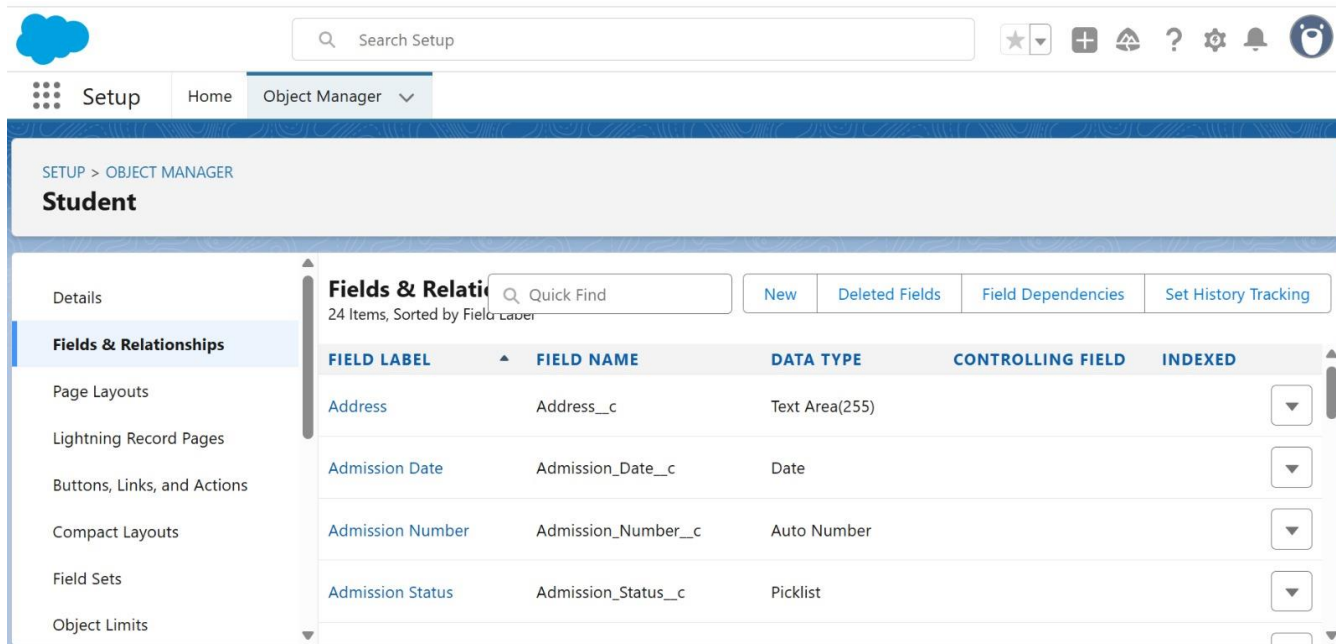 Search Setup
Setup Home Object Manager
SETUP > OBJECT MANAGER
Student
Details
Fields & Relationships
Page Layouts
Lightning Record Pages
Buttons, Links, and Actions
Compact Layouts
Field Sets
Object Limits
Fields & Relati
Quick Find
New Deleted Fields Field Dependencies Set History Tracking
24 Items, Sorted by Field Label
FIELD LABEL FIELD NAME DATA TYPE CONTROLLING FIELD INDEXED
Address Address__c Text Area(255)
Admission Date Admission_Date__c Date
Admission Number Admission_Number__c Auto Number
Admission Status Admission_Status__c Picklist